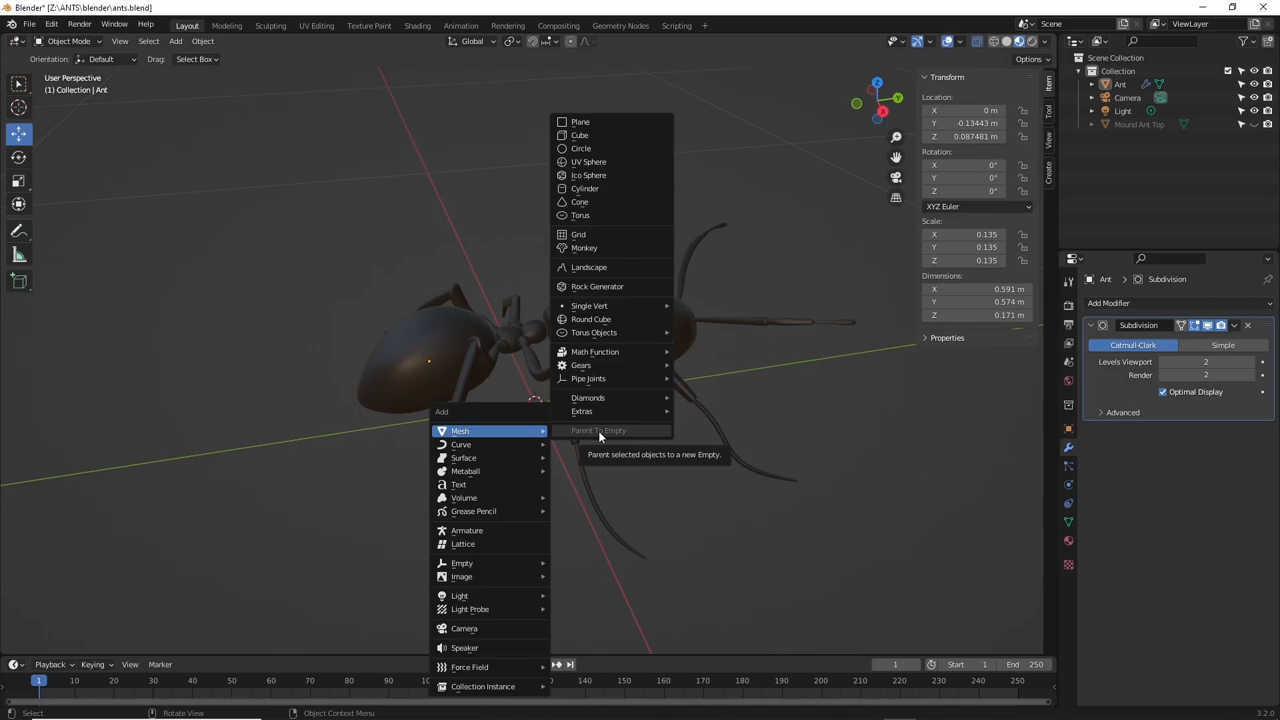 Blender* [Z:\ANTS\blender\ants.blend]
File Edit Render Window Help Layout Modeling Sculpting UV Editing Texture Paint Shading Animation Rendering Compositing Geometry Nodes Scripting + Scene ViewLayer
Object Mode View Select Add Object Global
Orientation: Default Drag: Select Box Options
User Perspective
(1) Collection | Ant
Transform
Location:
X 0 m
Y -0.13443 m
Z 0.087481 m
Rotation:
X 0°
Y 0°
Z 0°
XYZ Euler
Scale:
X 0.135
Y 0.135
Z 0.135
Dimensions:
X 0.591 m
Y 0.574 m
Z 0.171 m
Properties
Item
Tool
View
Create
Z
Y
X
Plane
Cube
Circle
UV Sphere
Ico Sphere
Cylinder
Cone
Torus
Grid
Monkey
Landscape
Rock Generator
Single Vert
Round Cube
Torus Objects
Math Function
Gears
Pipe Joints
Diamonds
Extras
Parent To Empty
Parent selected objects to a new Empty.
Add
Mesh
Curve
Surface
Metaball
Text
Volume
Grease Pencil
Armature
Lattice
Empty
Image
Light
Light Probe
Camera
Speaker
Force Field
Collection Instance
Scene Collection
Collection
Ant
Camera
Light
Mound Ant Top
Ant Subdivision
Add Modifier
Subdivision
Catmull-Clark Simple
Levels Viewport 2
Render 2
Optimal Display
Advanced
Playback Keying View Marker 1 Start 1 End 250
1 10 20 30 40 50 60 70 80 90 100 110 120 130 140 150 160 170 180 190 200 210 220 230 240 250
Select Rotate View Object Context Menu 3.2.0